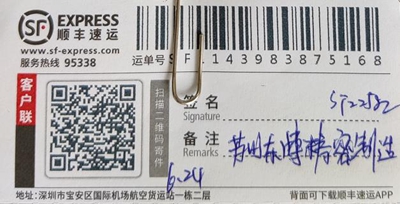 SF EXPRESS
顺丰速运
www.sf-express.com
服务热线 95338
运单号 SF1143983875168
客户联
扫描二维码寄件
签名
Signature
备注
Remarks
苏州东博精密制造
6.24
地址:深圳市宝安区国际机场航空货运站一栋二层
背面可下载顺丰速运APP